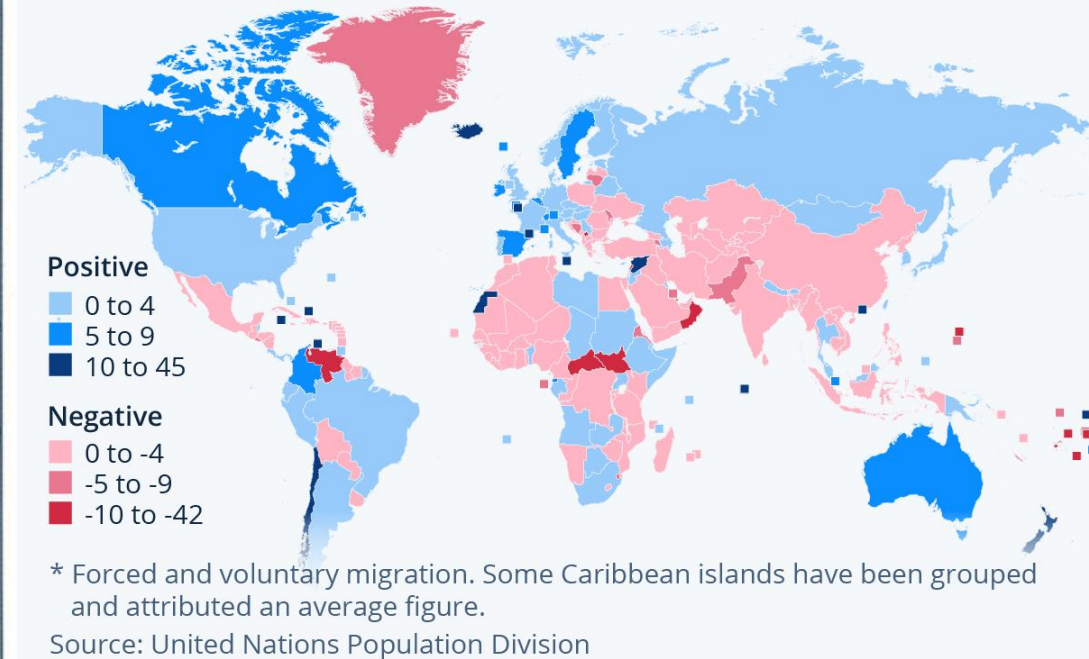 Positive
0 to 4
5 to 9
10 to 45
Negative
0 to -4
-5 to -9
-10 to -42
* Forced and voluntary migration. Some Caribbean islands have been grouped
and attributed an average figure.
Source: United Nations Population Division